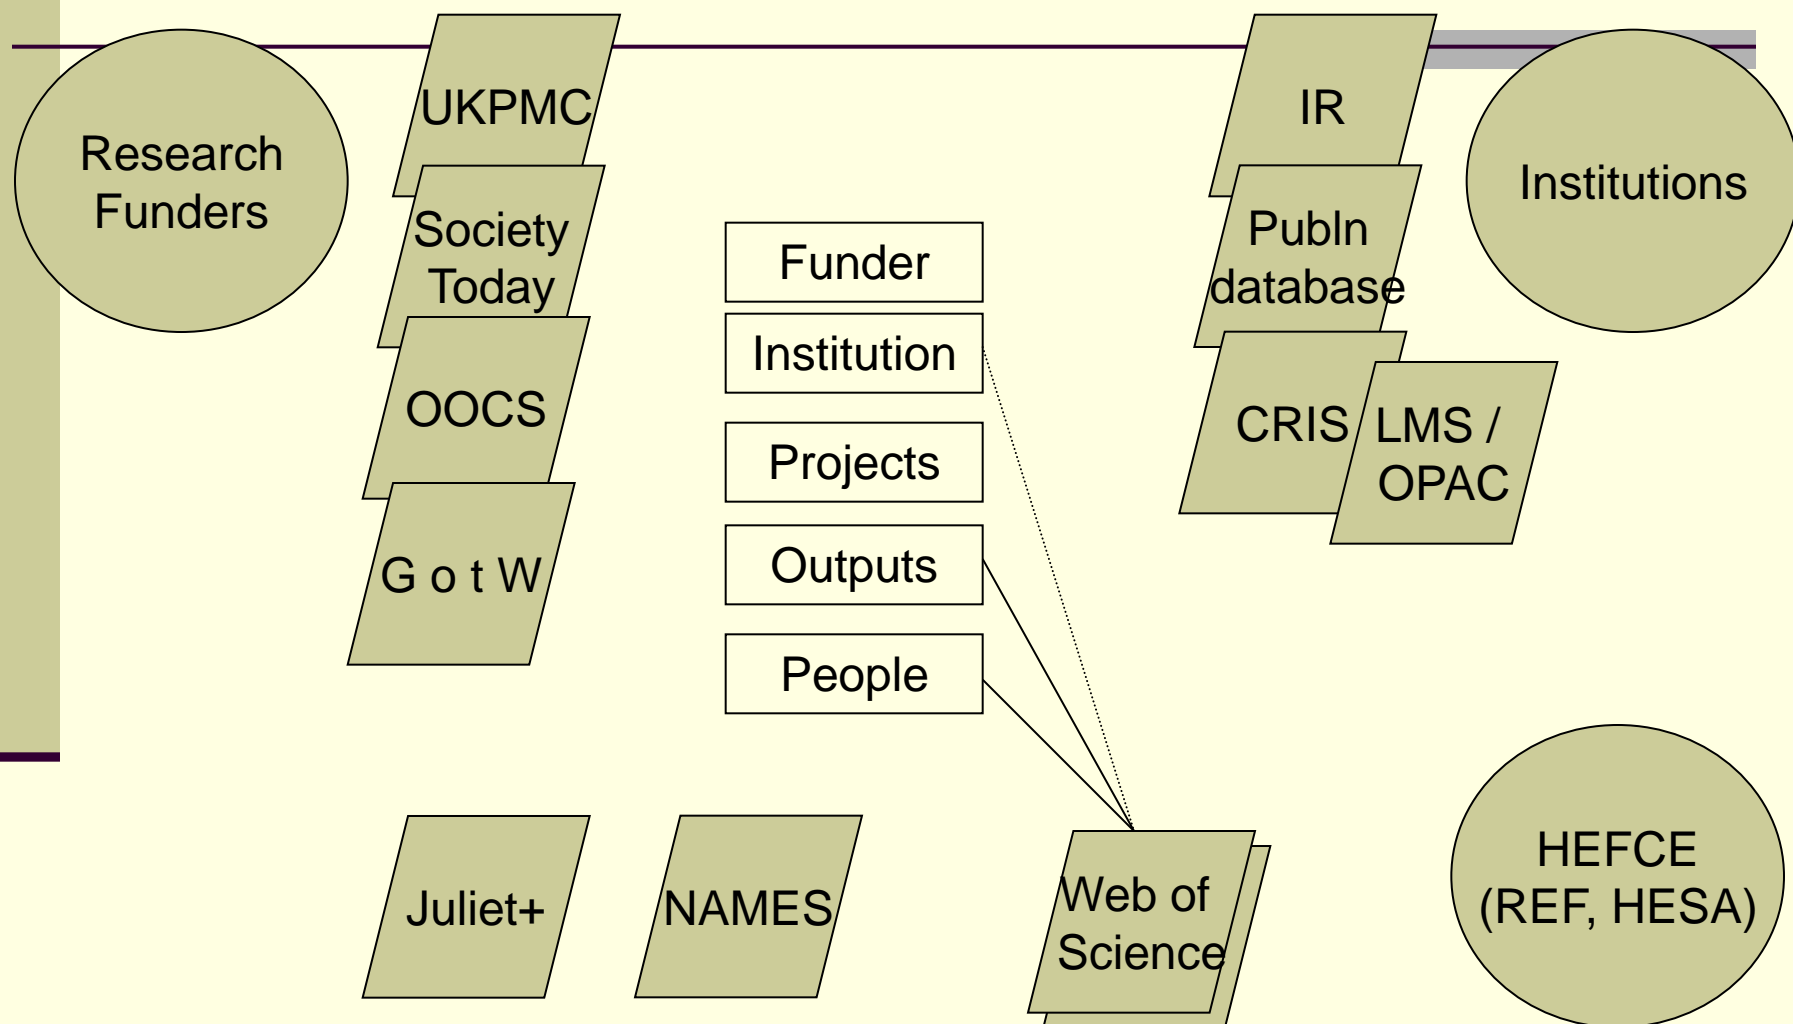 Research
Funders
UKPMC
Society
Today
OOCS
G o t W
Funder
Institution
Projects
Outputs
People
IR
Publn
database
CRIS
LMS /
OPAC
Institutions
Juliet+
NAMES
Web of
Science
HEFCE
(REF, HESA)